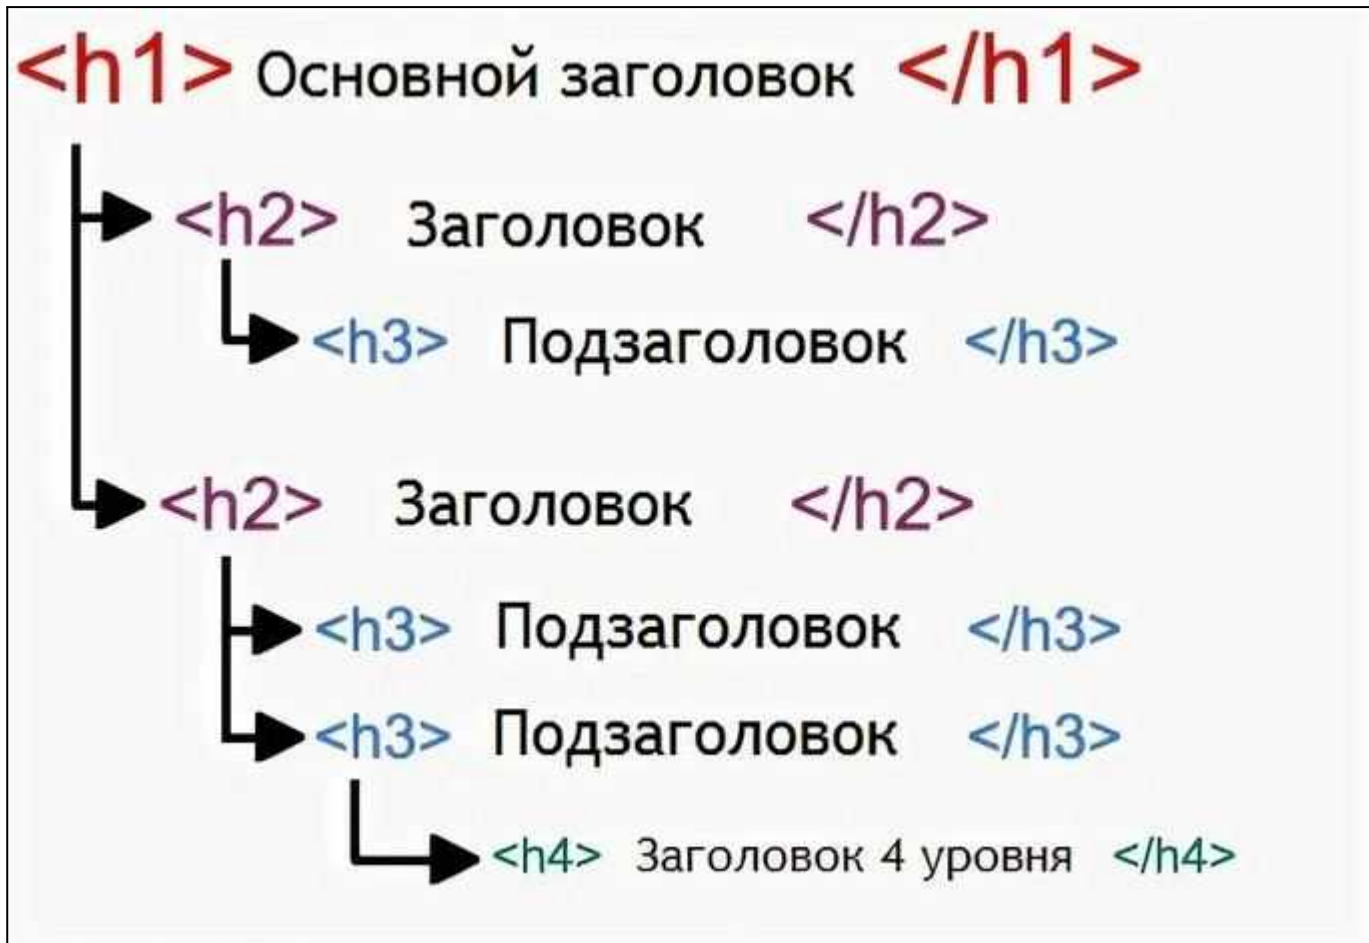 <h1> Основной заголовок </h1>
<h2> Заголовок </h2>
<h3> Подзаголовок </h3>
<h2> Заголовок </h2>
<h3> Подзаголовок </h3>
<h3> Подзаголовок </h3>
<h4> Заголовок 4 уровня </h4>